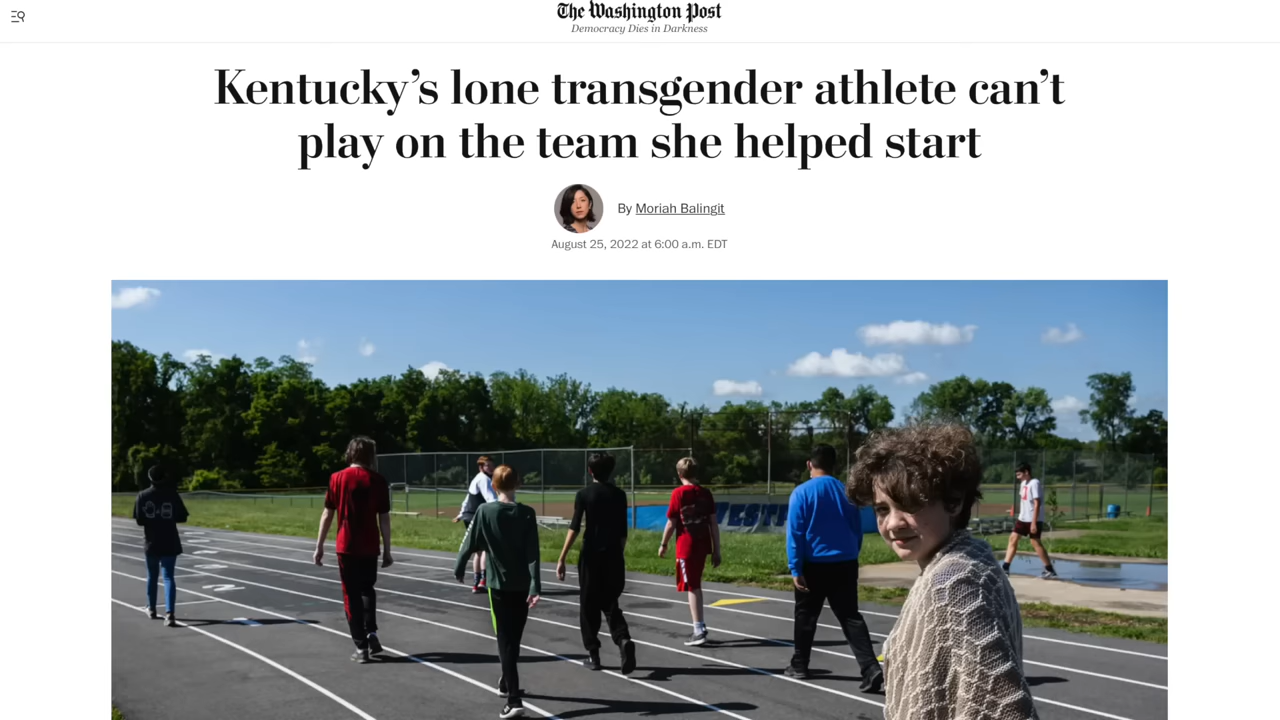 The Washington Post
Democracy Dies in Darkness
Kentucky's lone transgender athlete can't
play on the team she helped start
By Moriah Balingit
August 25, 2022 at 6:00 a.m. EDT